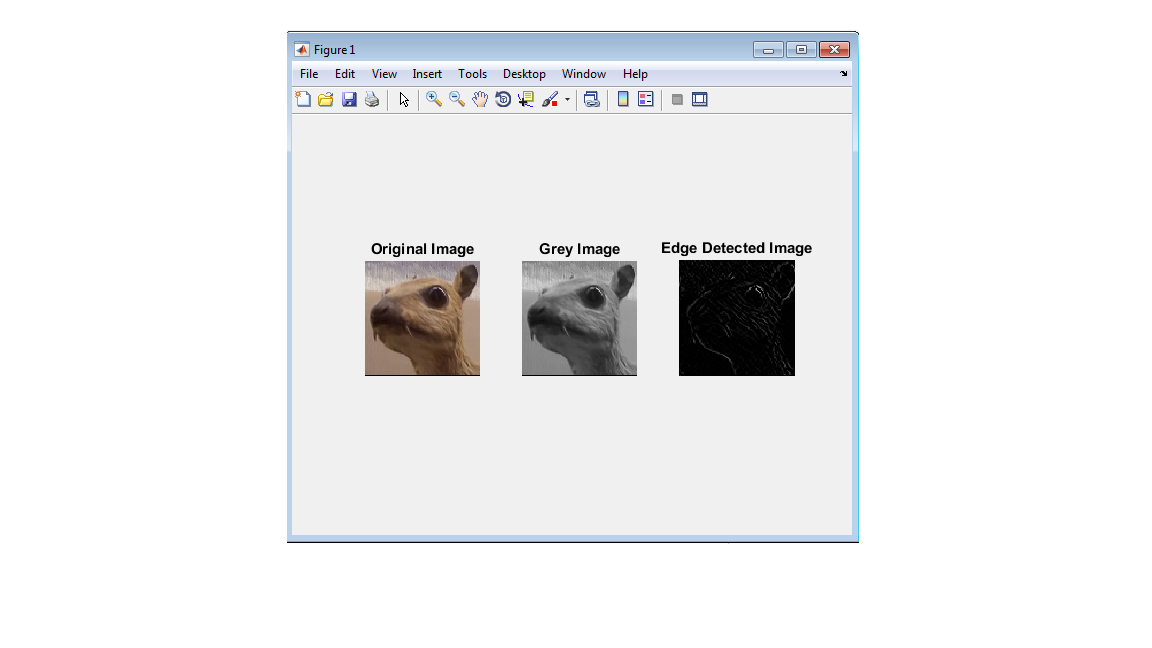 Figure 1
File Edit View Insert Tools Desktop Window Help
Original Image Grey Image Edge Detected Image